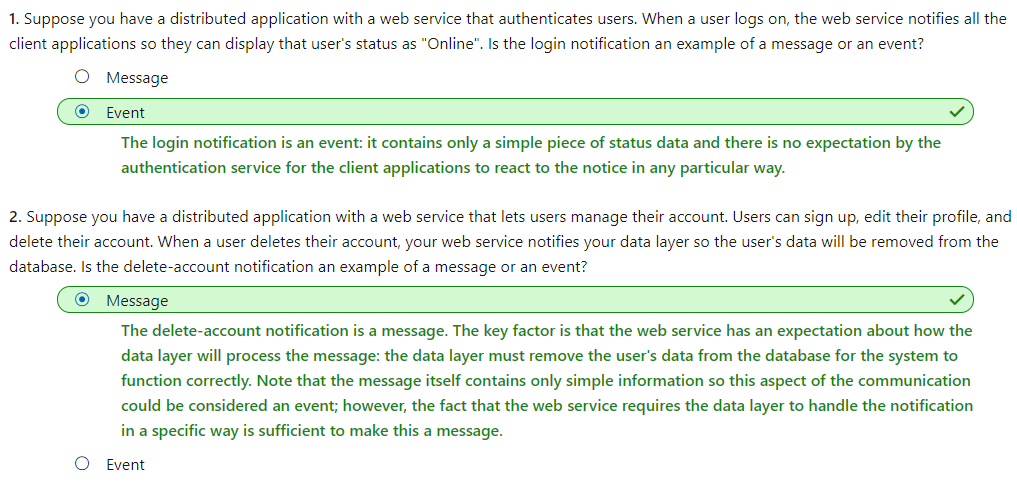 1. Suppose you have a distributed application with a web service that authenticates users. When a user logs on, the web service notifies all the
client applications so they can display that user's status as "Online". Is the login notification an example of a message or an event?
Message
Event
The login notification is an event: it contains only a simple piece of status data and there is no expectation by the
authentication service for the client applications to react to the notice in any particular way.
2. Suppose you have a distributed application with a web service that lets users manage their account. Users can sign up, edit their profile, and
delete their account. When a user deletes their account, your web service notifies your data layer so the user's data will be removed from the
database. Is the delete-account notification an example of a message or an event?
Message
The delete-account notification is a message. The key factor is that the web service has an expectation about how the
data layer will process the message: the data layer must remove the user's data from the database for the system to
function correctly. Note that the message itself contains only simple information so this aspect of the communication
could be considered an event; however, the fact that the web service requires the data layer to handle the notification
in a specific way is sufficient to make this a message.
Event